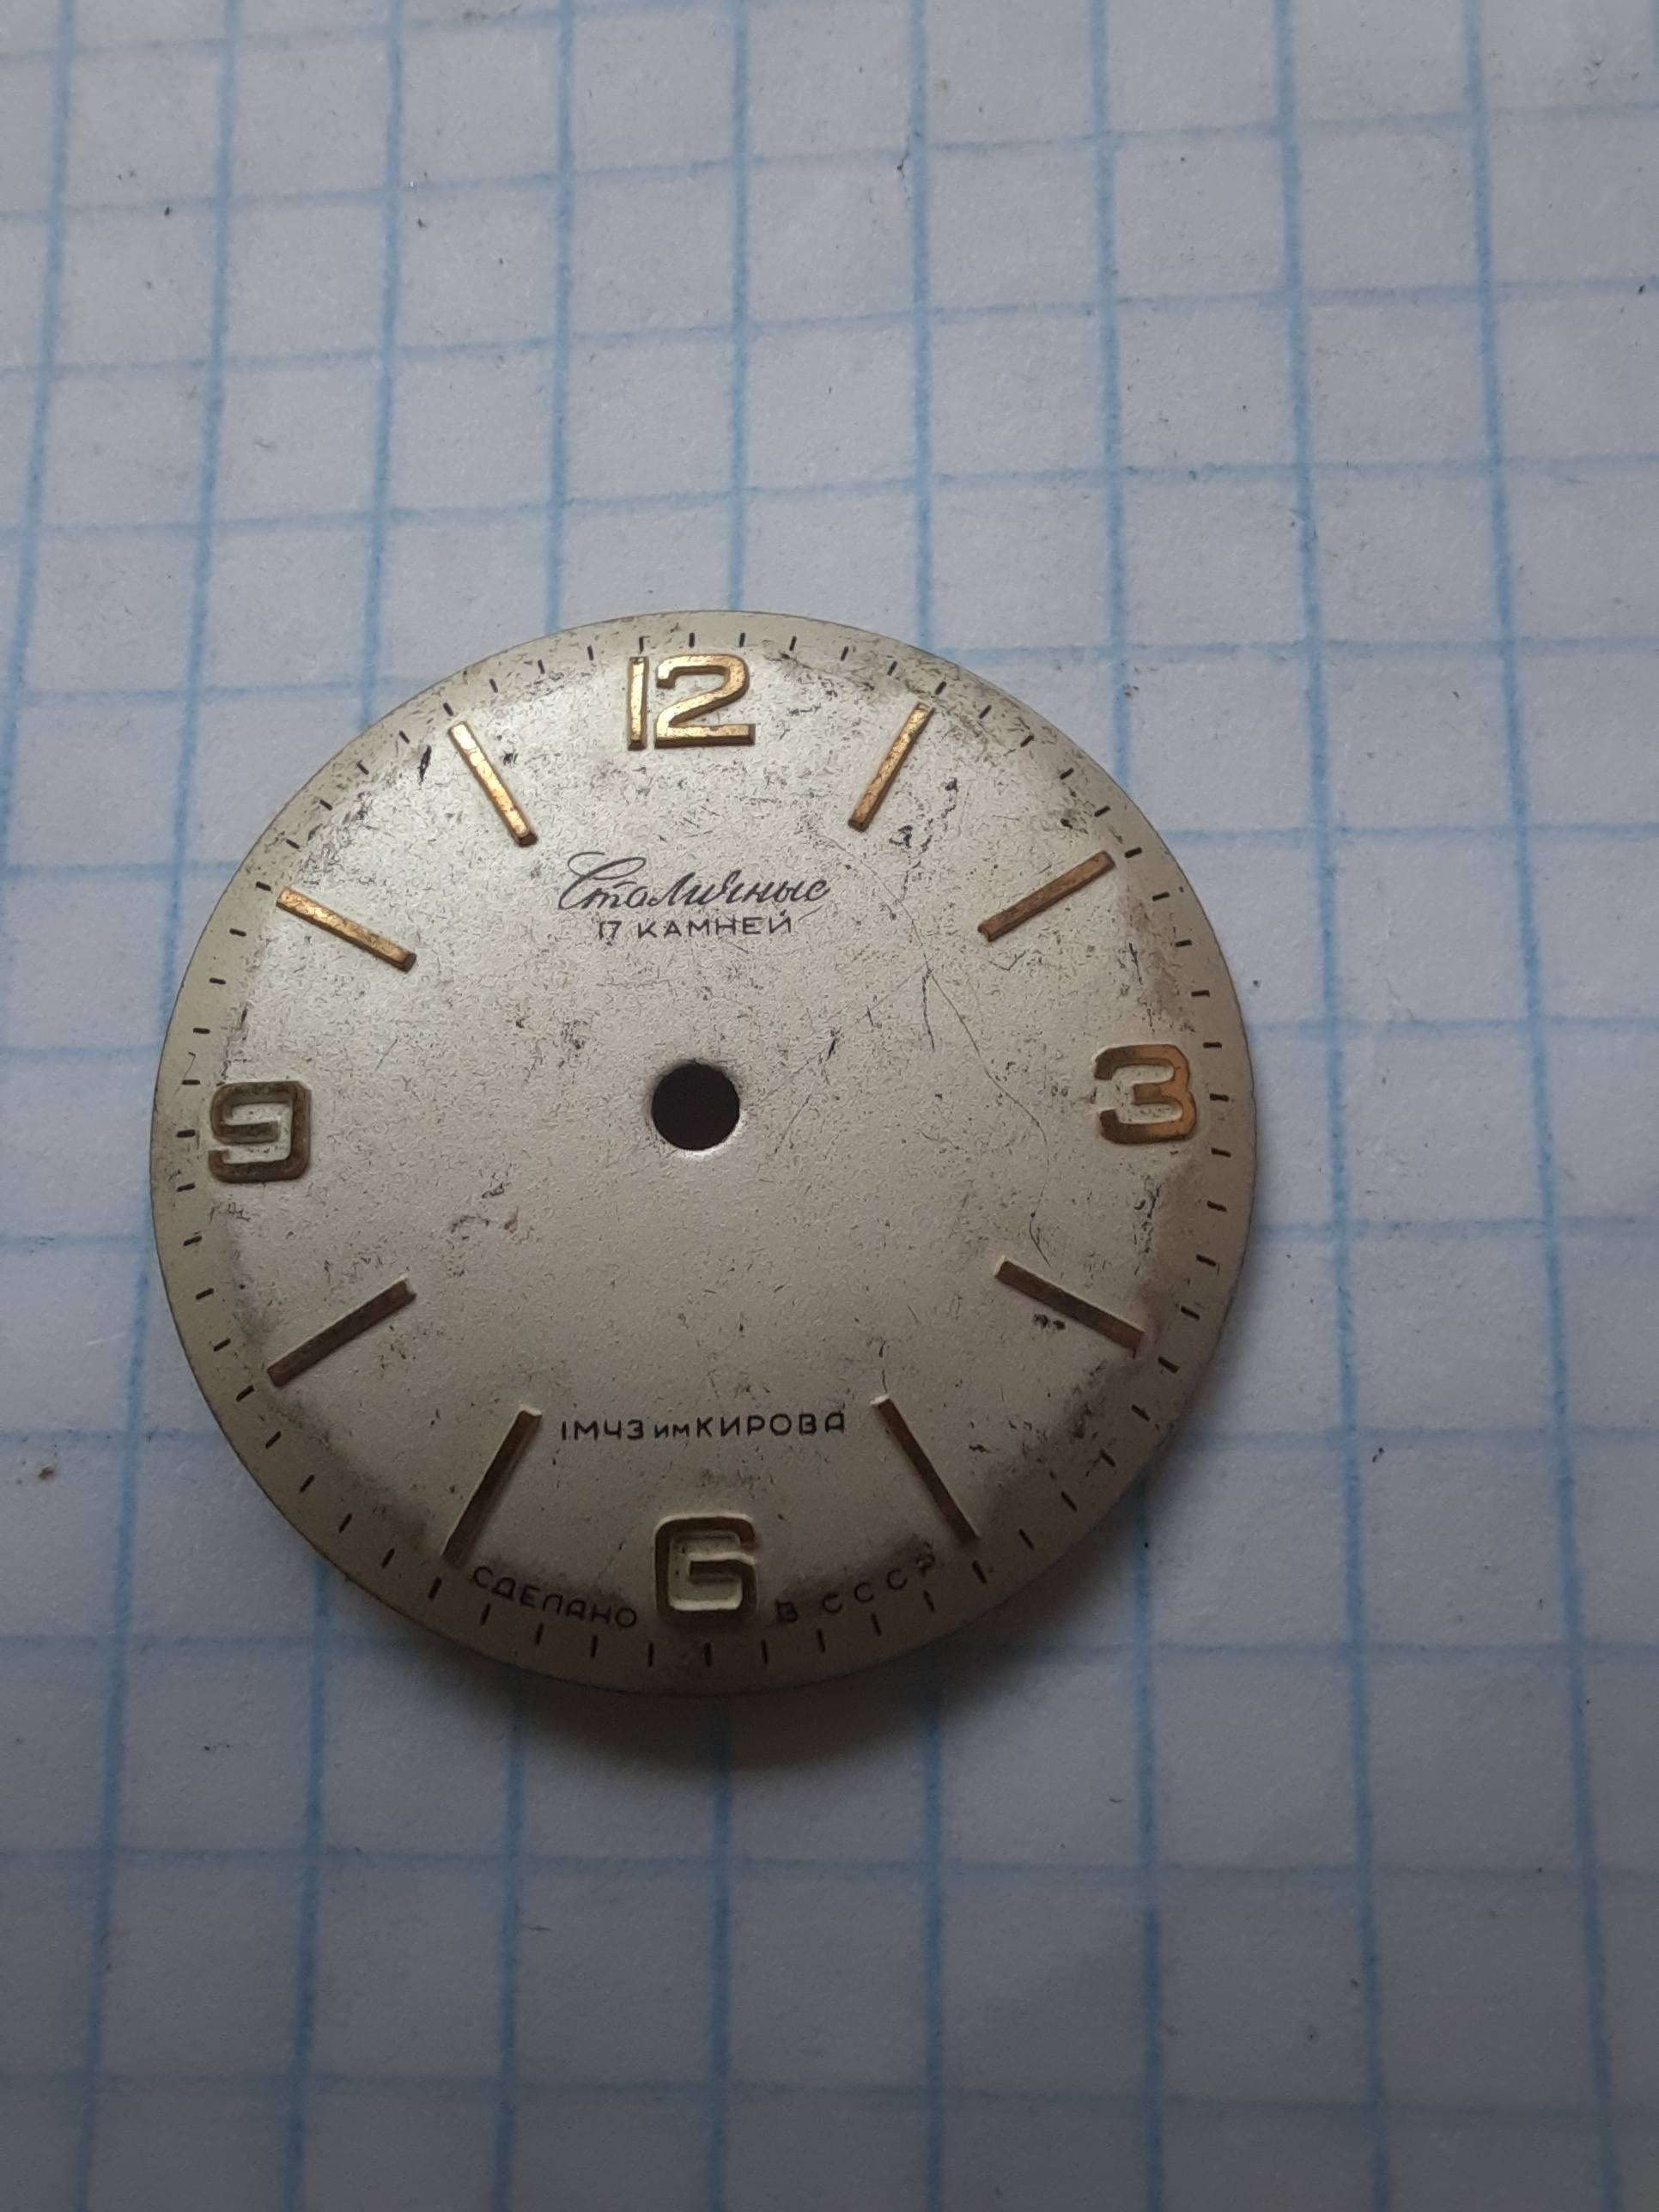 12
Столичные
17 КАМНЕЙ
9
3
1МЧЗ им КИРОВА
6
СДЕЛАНО В СССР